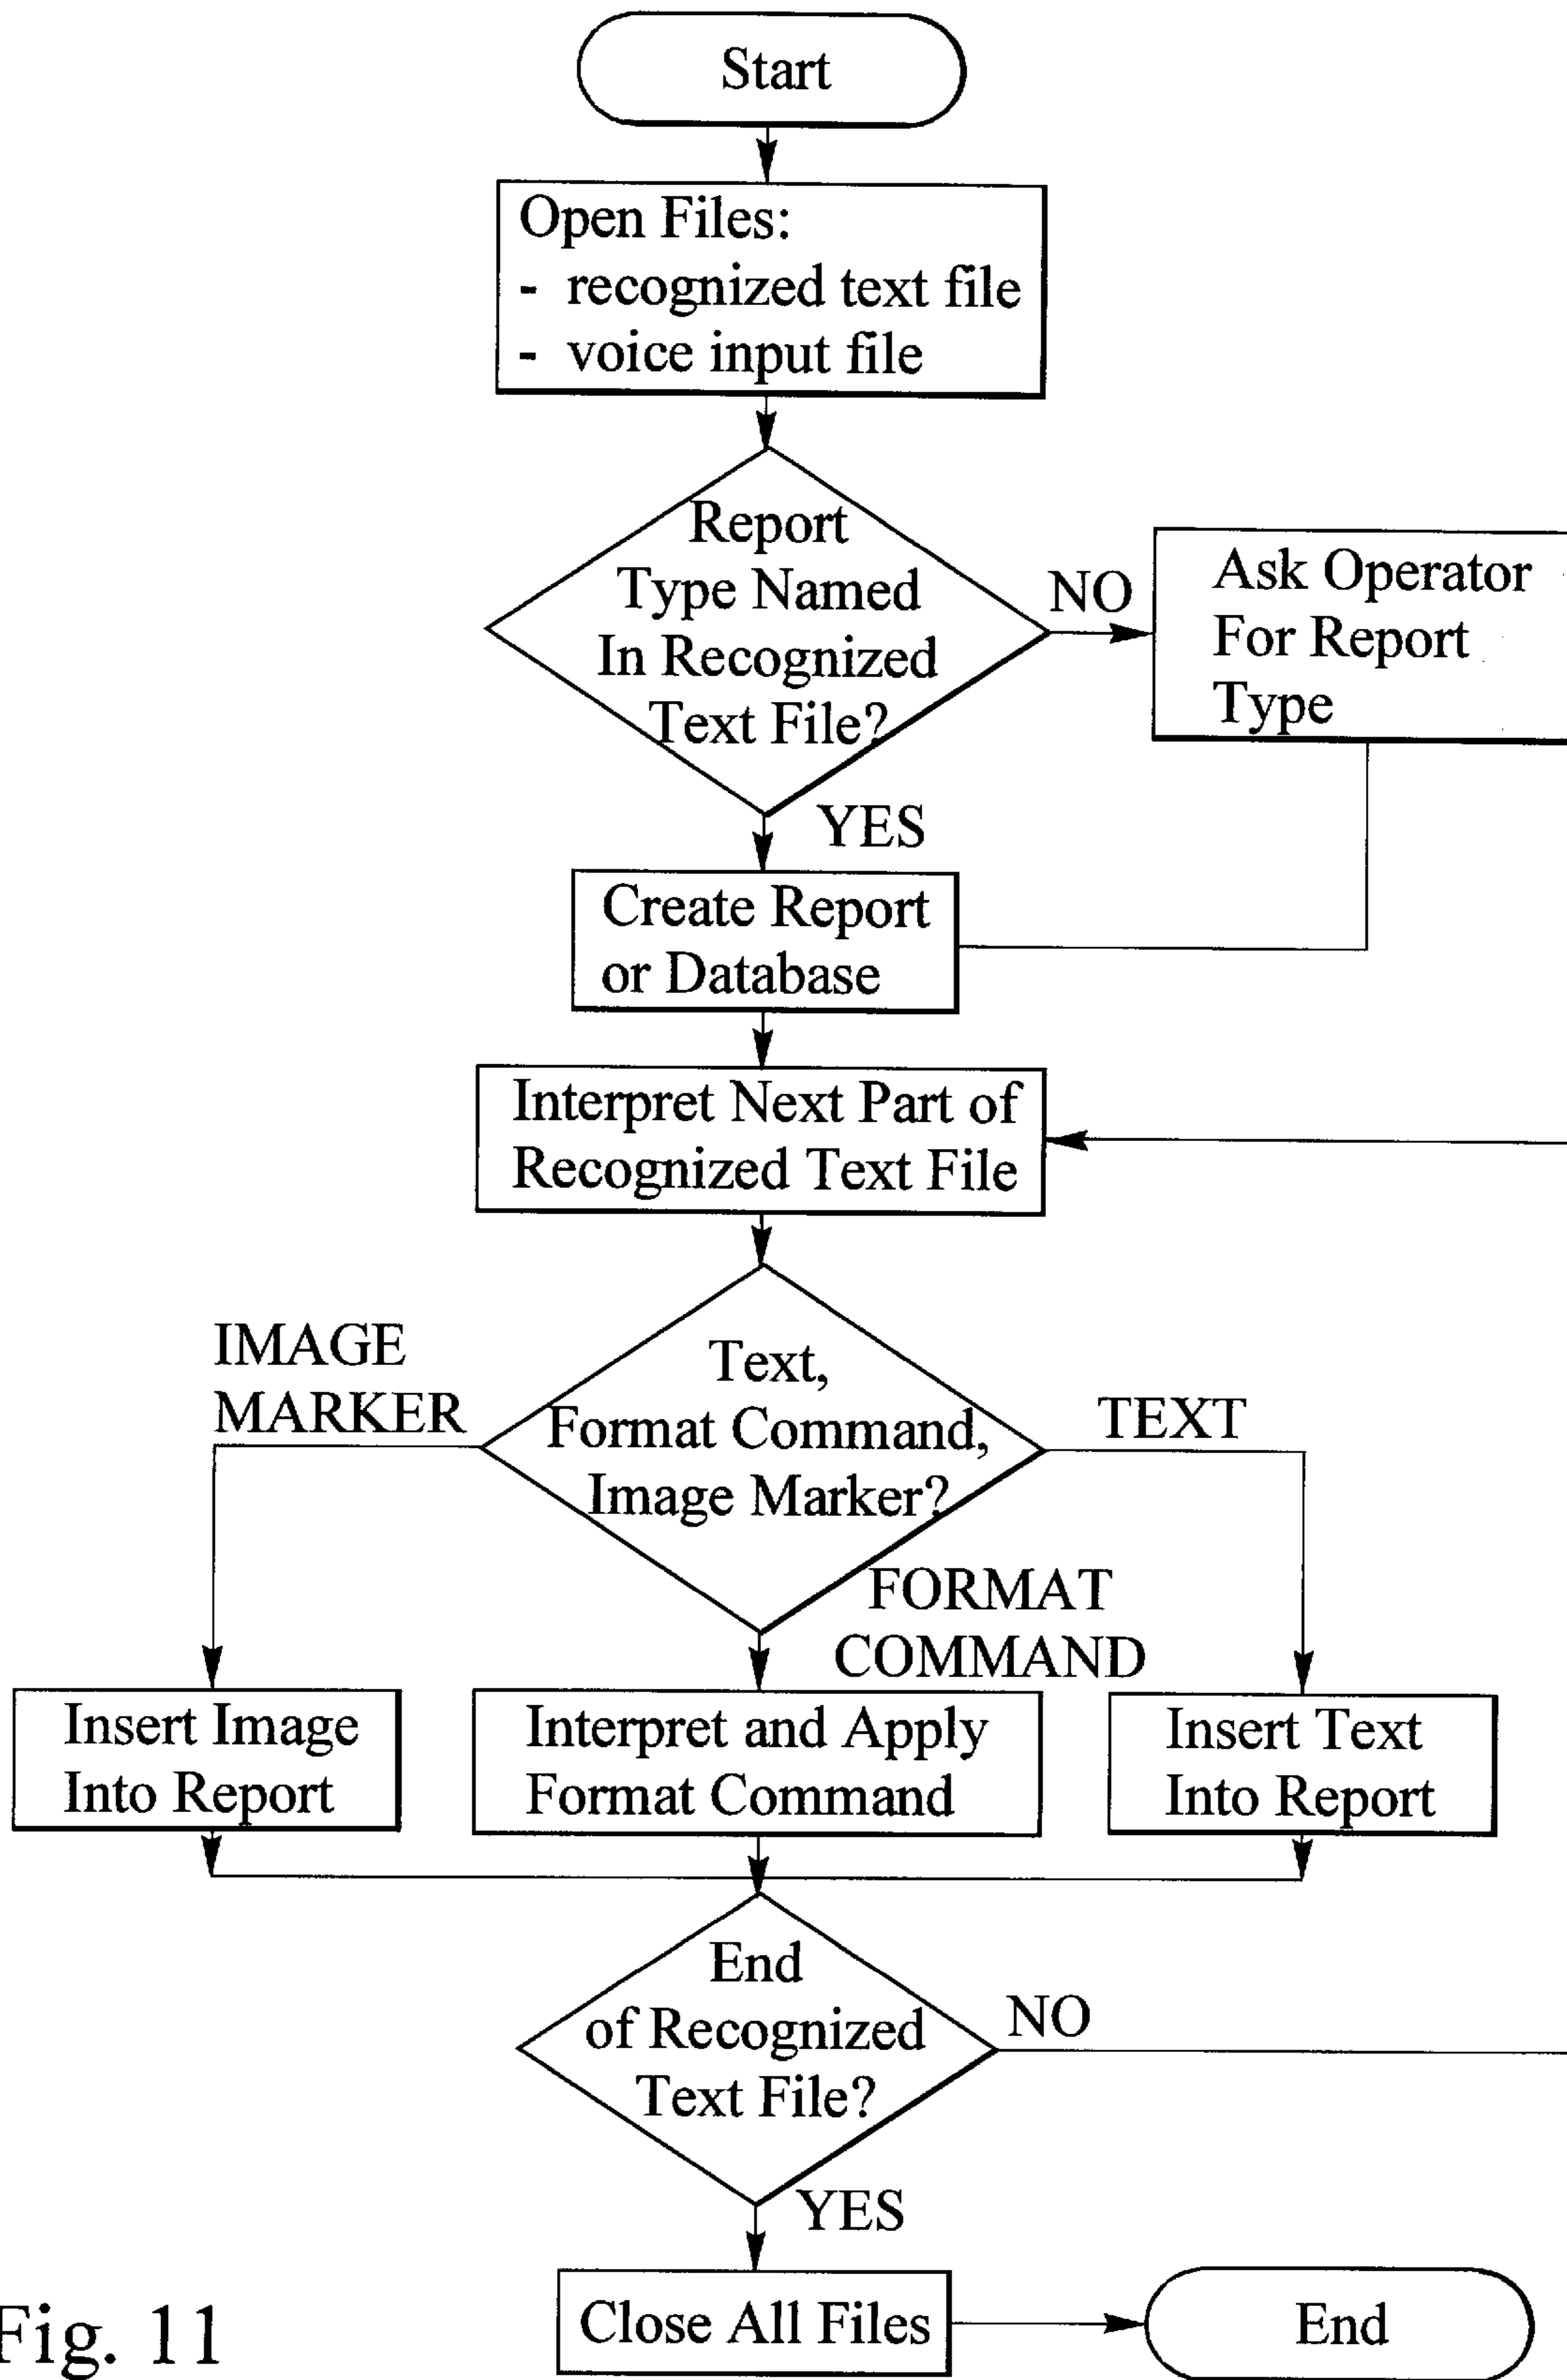 Start
Open Files:
- recognized text file
- voice input file
Report
Type Named
In Recognized
Text File?
NO
Ask Operator
For Report
Type
YES
Create Report
or Database
Interpret Next Part of
Recognized Text File
IMAGE
MARKER
Text,
Format Command,
Image Marker?
TEXT
FORMAT
COMMAND
Insert Image
Into Report
Interpret and Apply
Format Command
Insert Text
Into Report
End
of Recognized
Text File?
NO
YES
Close All Files
End
Fig. 11